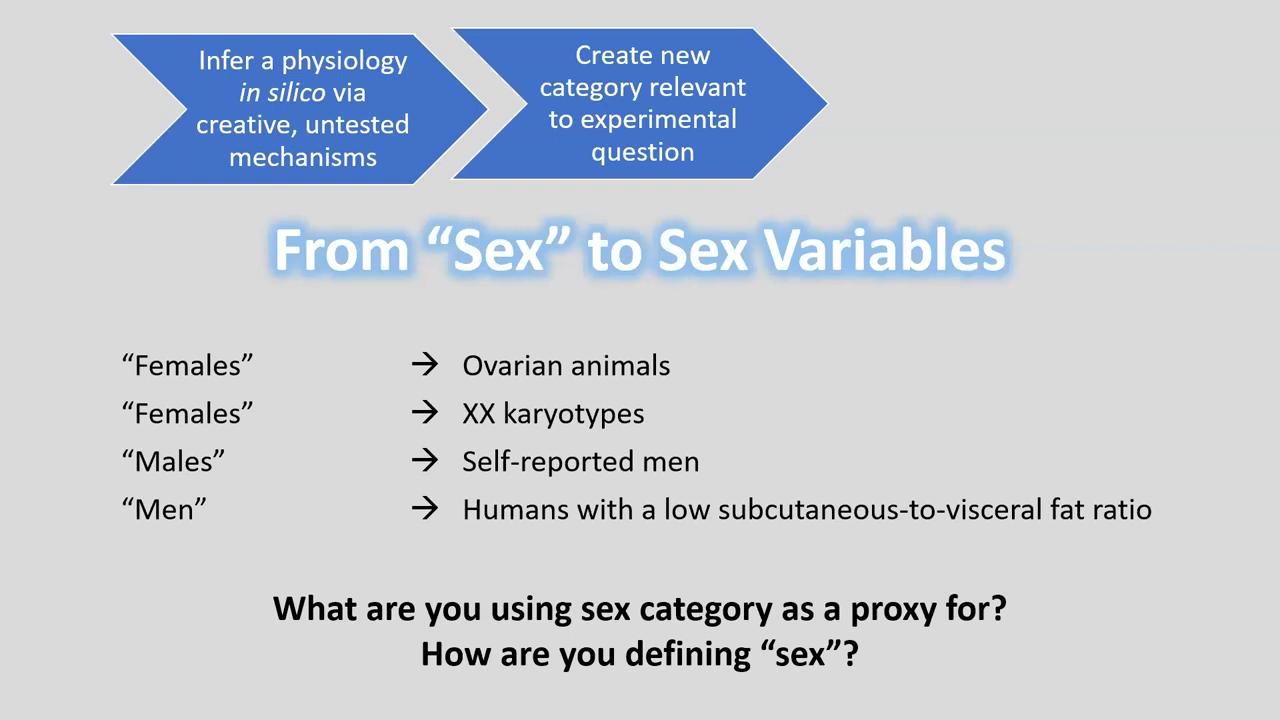 Infer a physiology
in silico via
creative, untested
mechanisms
Create new
category relevant
to experimental
question
From “Sex” to Sex Variables
“Females” → Ovarian animals
“Females” → XX karyotypes
“Males” → Self-reported men
“Men” → Humans with a low subcutaneous-to-visceral fat ratio
What are you using sex category as a proxy for?
How are you defining “sex”?